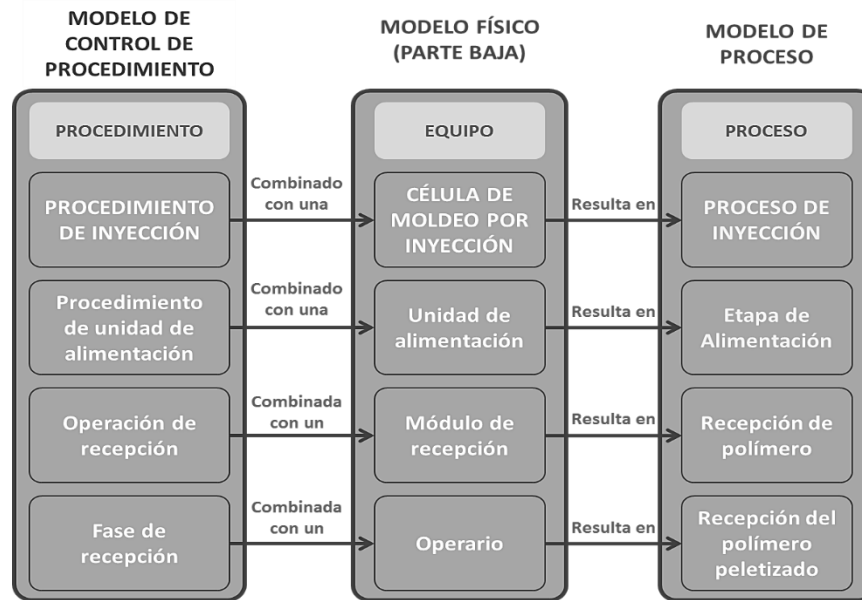 MODELO DE
CONTROL DE
PROCEDIMIENTO
MODELO FÍSICO
(PARTE BAJA)
MODELO DE
PROCESO
PROCEDIMIENTO
EQUIPO
PROCESO
PROCEDIMIENTO
DE INYECCIÓN
Combinado
con una
CÉLULA DE
MOLDEO POR
INYECCIÓN
Resulta en
PROCESO DE
INYECCIÓN
Procedimiento
de unidad de
alimentación
Combinado
con una
Unidad de
alimentación
Resulta en
Etapa de
Alimentación
Operación de
recepción
Combinada
con un
Módulo de
recepción
Resulta en
Recepción de
polímero
Fase de
recepción
Combinada
con un
Operario
Resulta en
Recepción del
polímero
peletizado